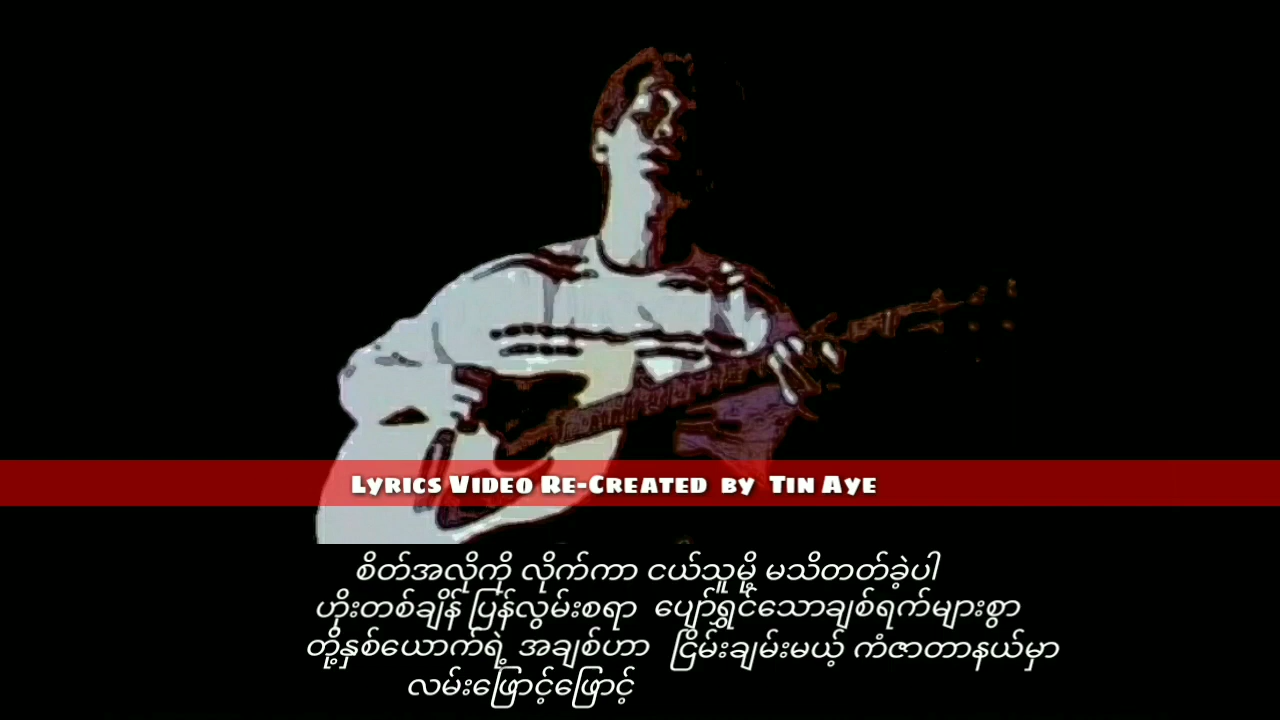 Lyrics Video Re-Created by Tin Aye
စိတ်အလိုကို လိုက်ကာ ငယ်သူမို့ မသိတတ်ခဲ့ပါ
ဟိုးတစ်ချိန် ပြန်လွမ်းစရာ ပျော်ရွှင်သောချစ်ရက်များစွာ
တို့နှစ်ယောက်ရဲ့ အချစ်ဟာ ငြိမ်းချမ်းမယ့် ကံဇာတာနယ်မှာ
လမ်းဖြောင့်ဖြောင့်